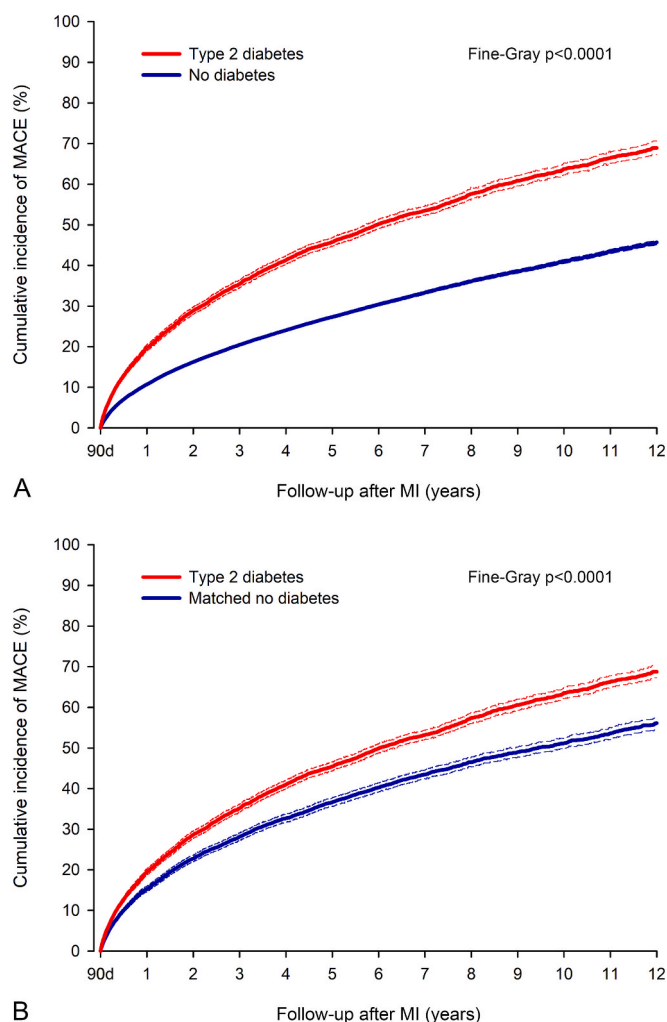 100
Type 2 diabetes
Fine-Gray p<0.0001
90
No diabetes
80
70
60
50
40
30
20
10
0
Cumulative incidence of MACE (%)
90d 1 2 3 4 5 6 7 8 9 10 11 12
A
Follow-up after MI (years)
100
Type 2 diabetes
Fine-Gray p<0.0001
90
Matched no diabetes
80
70
60
50
40
30
20
10
0
Cumulative incidence of MACE (%)
90d 1 2 3 4 5 6 7 8 9 10 11 12
B
Follow-up after MI (years)